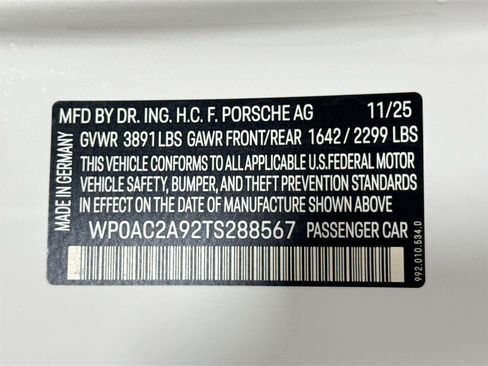 MFD BY DR. ING. H.C. F. PORSCHE AG 11/25
GVWR 3891LBS GAWR FRONT/REAR 1642 / 2299 LBS
THIS VEHICLE CONFORMS TO ALL APPLICABLE U.S.FEDERAL MOTOR
VEHICLE SAFETY, BUMPER, AND THEFT PREVENTION STANDARDS
IN EFFECT ON THE DATE OF MANUFACTURE SHOWN ABOVE
WP0AC2A92TS288567 PASSENGER CAR
MADE IN GERMANY
992.010.534.D